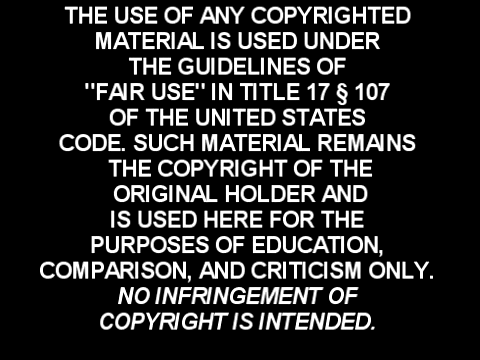 THE USE OF ANY COPYRIGHTED
MATERIAL IS USED UNDER
THE GUIDELINES OF
"FAIR USE" IN TITLE 17 § 107
OF THE UNITED STATES
CODE. SUCH MATERIAL REMAINS
THE COPYRIGHT OF THE
ORIGINAL HOLDER AND
IS USED HERE FOR THE
PURPOSES OF EDUCATION,
COMPARISON, AND CRITICISM ONLY.
NO INFRINGEMENT OF
COPYRIGHT IS INTENDED.